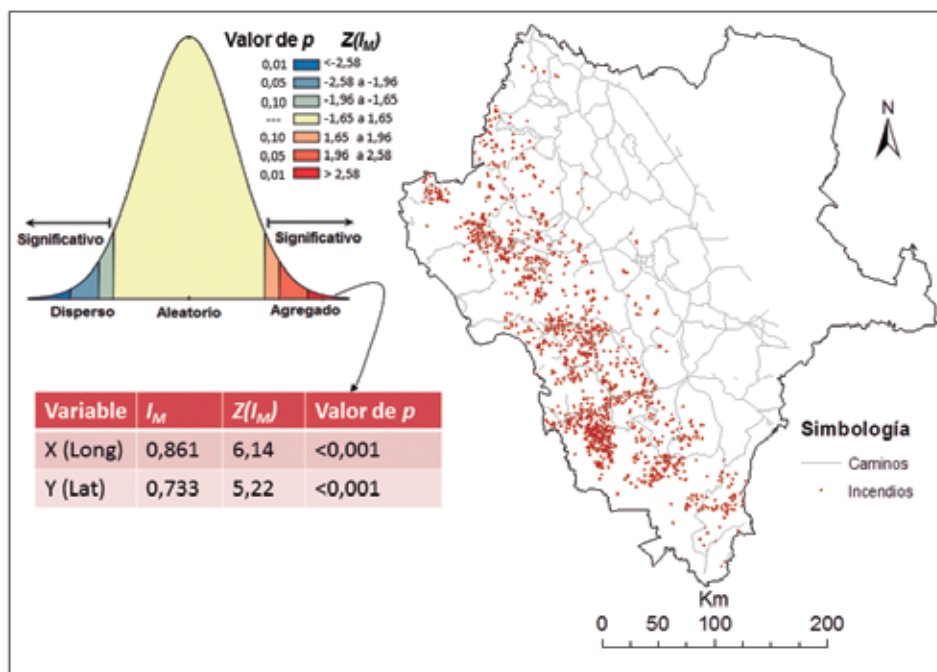 Valor de p Z(I_M)
0,01 <-2,58
0,05 -2,58 a -1,96
0,10 -1,96 a -1,65
---- -1,65 a 1,65
0,10 1,65 a 1,96
0,05 1,96 a 2,58
0,01 > 2,58
Significativo Significativo
Disperso Aleatorio Agregado
Variable I_M Z(I_M) Valor de p
X (Long) 0,861 6,14 <0,001
Y (Lat) 0,733 5,22 <0,001
N
Simbología
Caminos
Incendios
Km
0 50 100 200